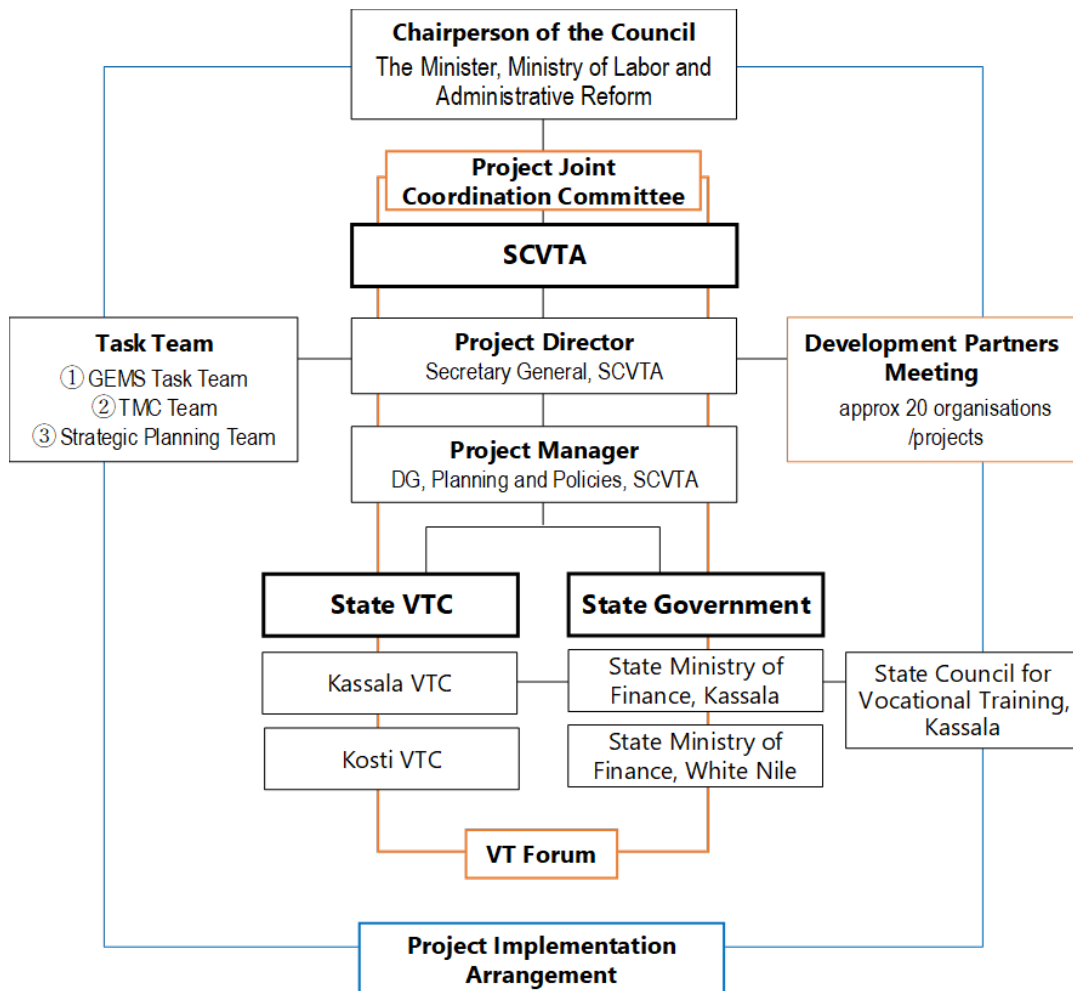 Chairperson of the Council
The Minister, Ministry of Labor and
Administrative Reform
Project Joint
Coordination Committee
SCVTA
Task Team
① GEMS Task Team
② TMC Team
③ Strategic Planning Team
Project Director
Secretary General, SCVTA
Development Partners
Meeting
approx 20 organisations
/projects
Project Manager
DG, Planning and Policies, SCVTA
State VTC
State Government
Kassala VTC
State Ministry of
Finance, Kassala
State Council for
Vocational Training,
Kassala
Kosti VTC
State Ministry of
Finance, White Nile
VT Forum
Project Implementation
Arrangement